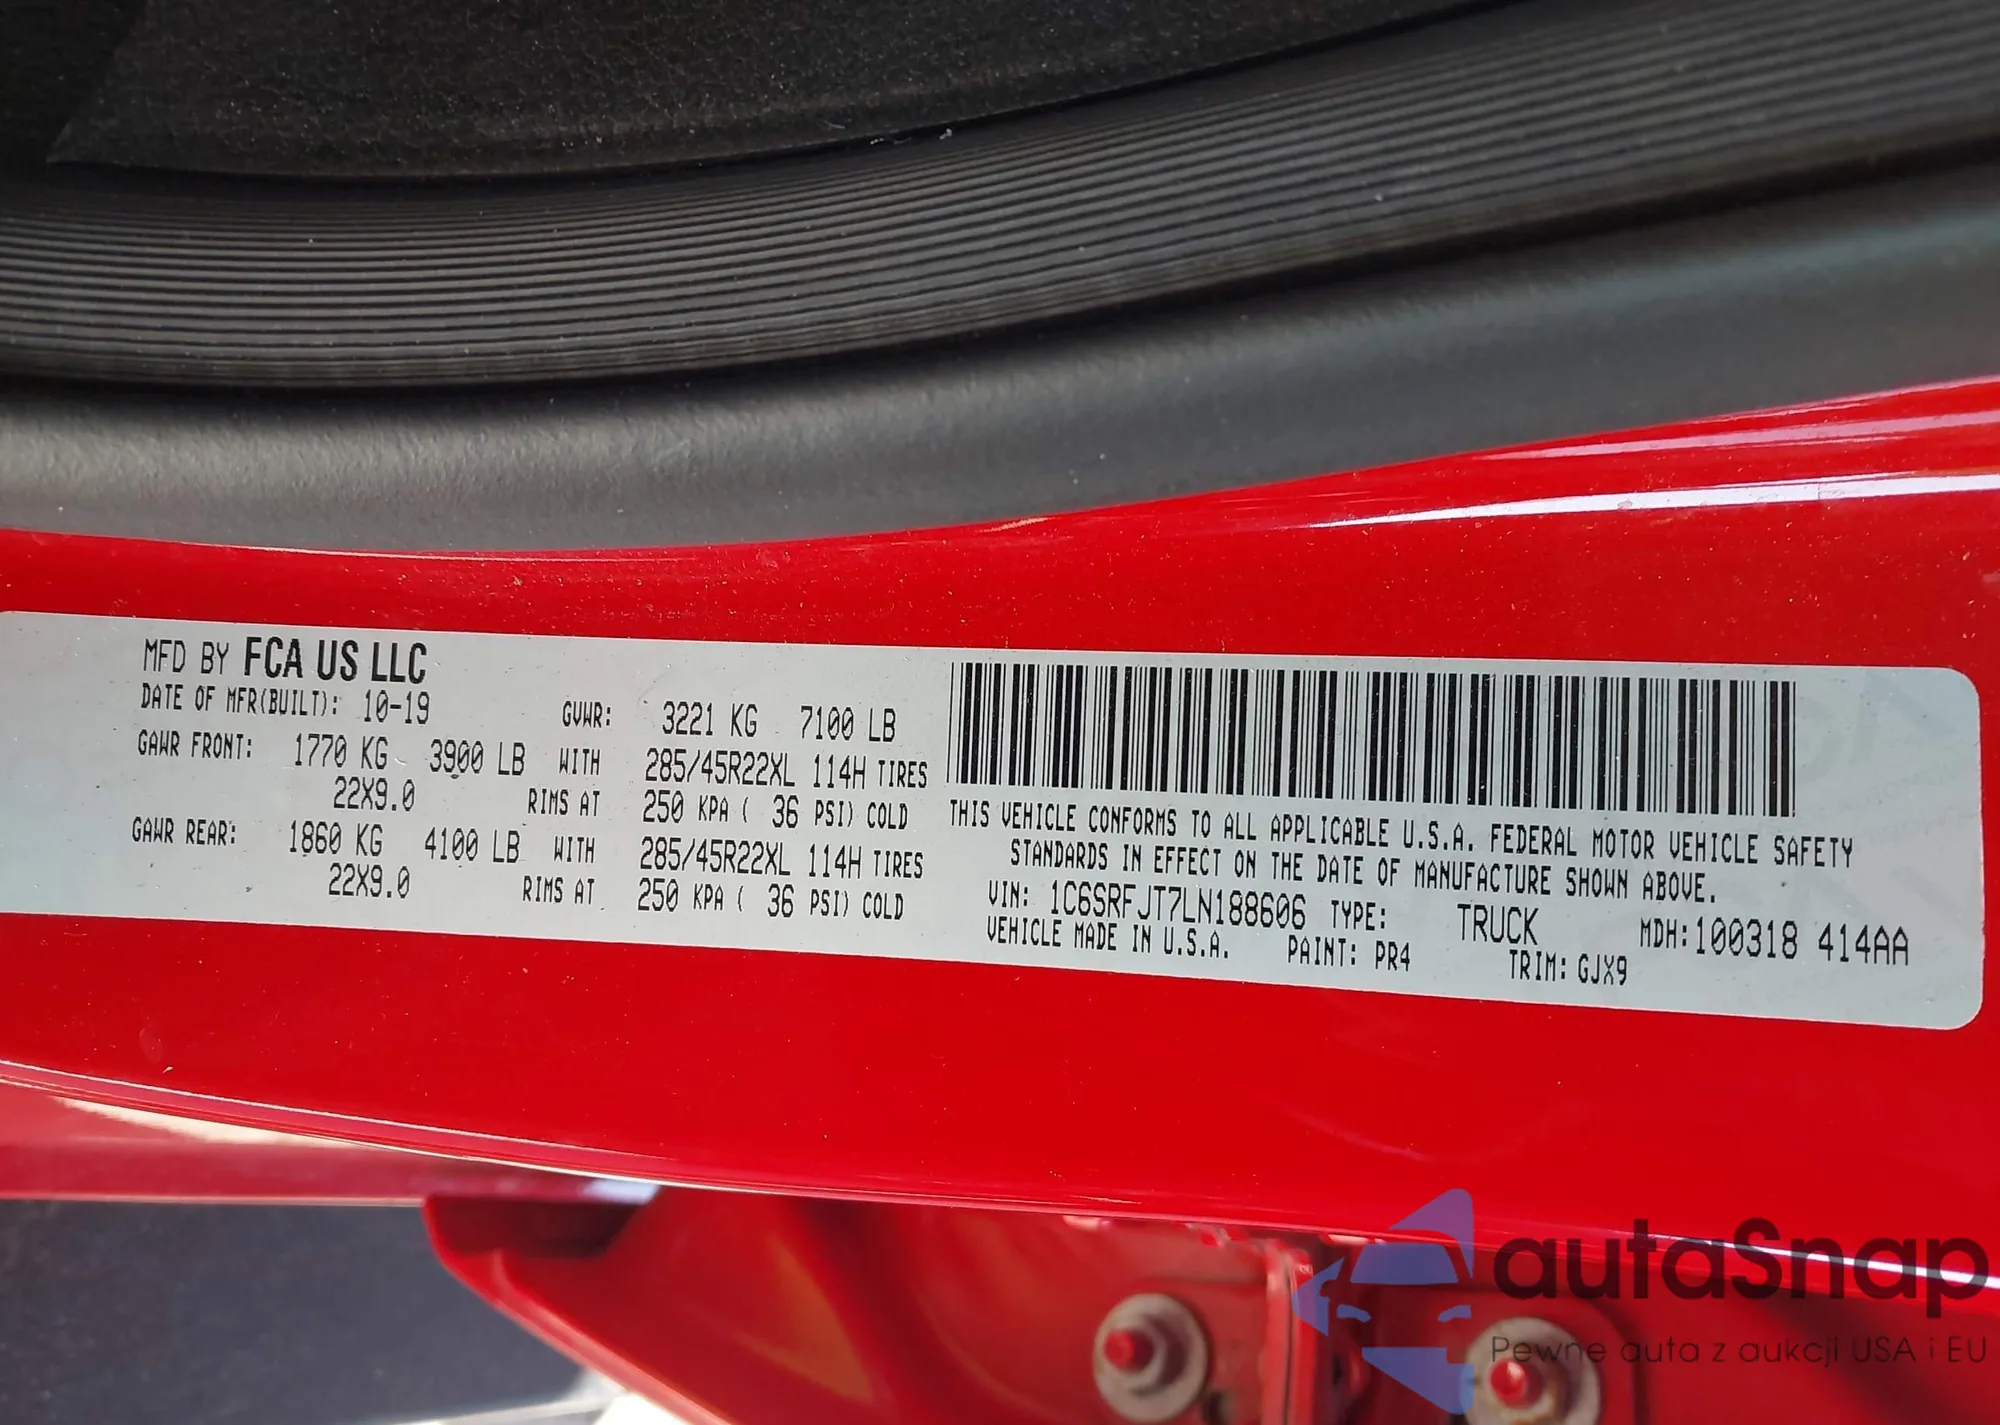 MFD BY FCA US LLC
DATE OF MFR(BUILT): 10-19 GVWR: 3221 KG 7100 LB
GAWR FRONT: 1770 KG 3900 LB WITH 285/45R22XL 114H TIRES
22X9.0 RIMS AT 250 KPA ( 36 PSI) COLD
GAWR REAR: 1860 KG 4100 LB WITH 285/45R22XL 114H TIRES
22X9.0 RIMS AT 250 KPA ( 36 PSI) COLD
THIS VEHICLE CONFORMS TO ALL APPLICABLE U.S.A. FEDERAL MOTOR VEHICLE SAFETY
STANDARDS IN EFFECT ON THE DATE OF MANUFACTURE SHOWN ABOVE.
VIN: 1C6SRFJT7LN188606 TYPE: TRUCK MDH:100318 414AA
VEHICLE MADE IN U.S.A. PAINT: PR4 TRIM: GJX9
autaSnap
Pewne auta z aukcji USA i EU